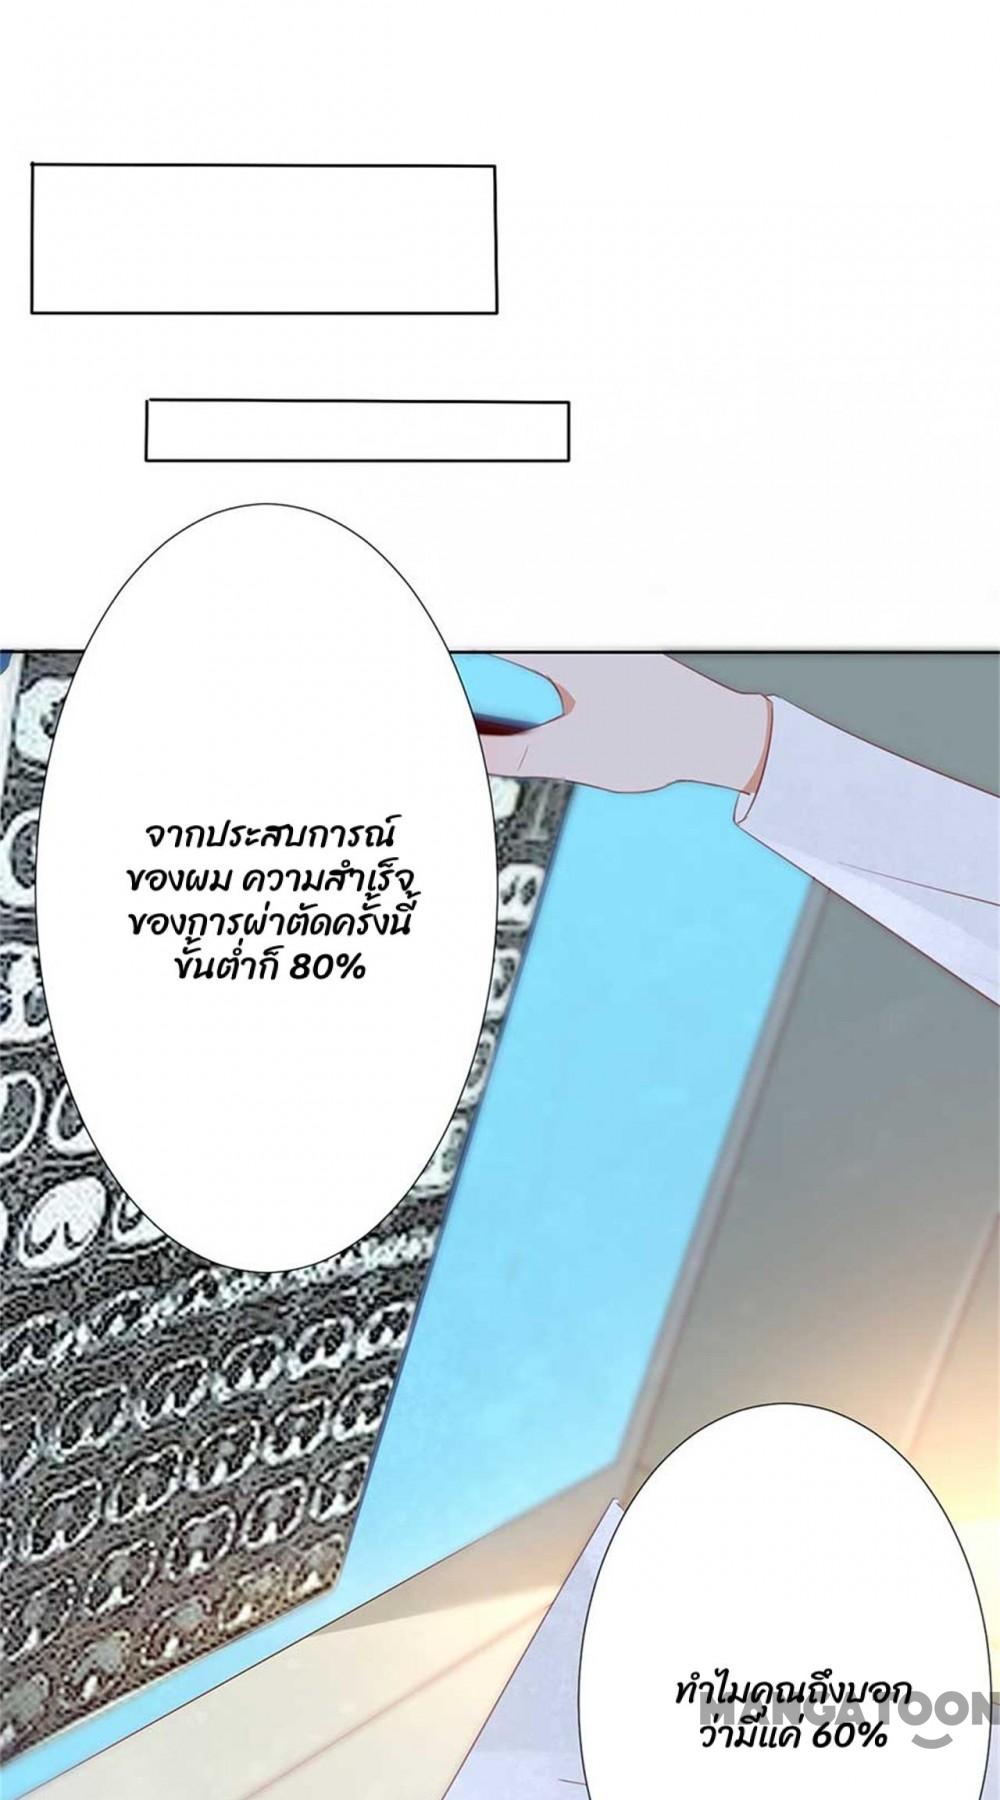 จากประสบการณ์
ของผม ความสำเร็จ
ของการผ่าตัดครั้งนี้
ขั้นต่ำก็ 80%
ทำไมคุณถึงบอก
ว่ามีแค่ 60%
MANGATOON